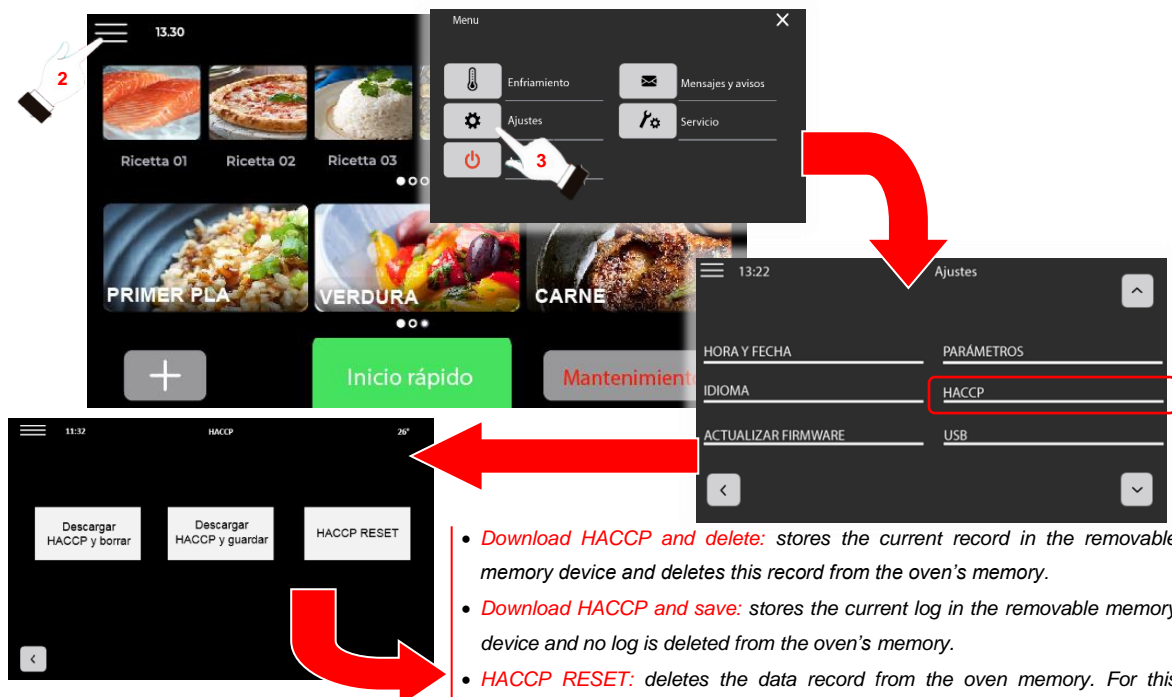 13.30
2
Ricetta 01
Ricetta 02
Ricetta 03
PRIMER PLA
VERDURA
CARNE
Inicio rápido
Mantenimient
Menu
Enfriamiento
Mensajes y avisos
Ajustes
Servicio
3
13:22
Ajustes
HORA Y FECHA
PARÁMETROS
IDIOMA
HACCP
ACTUALIZAR FIRMWARE
USB
11:32
HACCP
26°
Descargar
HACCP y borrar
Descargar
HACCP y guardar
HACCP RESET
• Download HACCP and delete: stores the current record in the removable
memory device and deletes this record from the oven's memory.
• Download HACCP and save: stores the current log in the removable memory
device and no log is deleted from the oven's memory.
• HACCP RESET: deletes the data record from the oven memory. For this